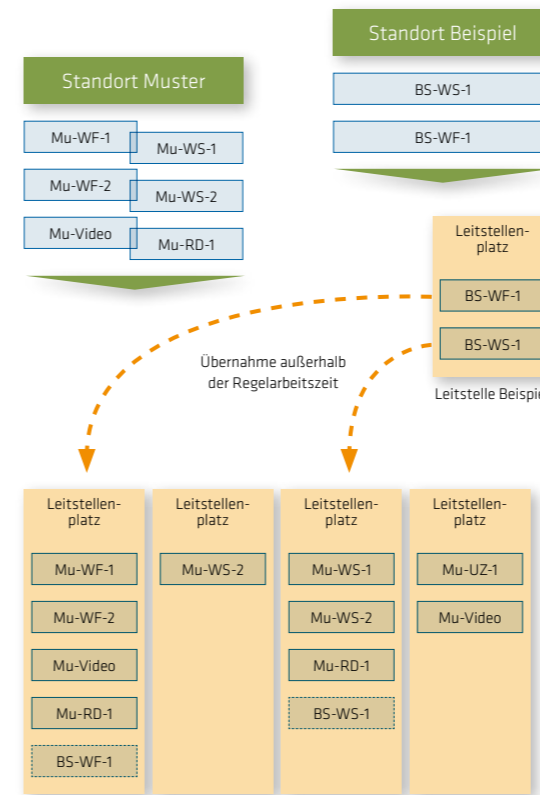 Standort Beispiel
BS-WS-1
BS-WF-1
Standort Muster
Mu-WF-1
Mu-WS-1
Mu-WF-2
Mu-WS-2
Mu-Video
Mu-RD-1
Leitstellen-
platz
BS-WF-1
BS-WS-1
Leitstelle Beispie
Übernahme außerhalb
der Regelarbeitszeit
Leitstellen-
platz
Mu-WF-1
Mu-WF-2
Mu-Video
Mu-RD-1
BS-WF-1
Leitstellen-
platz
Mu-WS-2
Leitstellen-
platz
Mu-WS-1
Mu-WS-2
Mu-RD-1
BS-WS-1
Leitstellen-
platz
Mu-UZ-1
Mu-Video